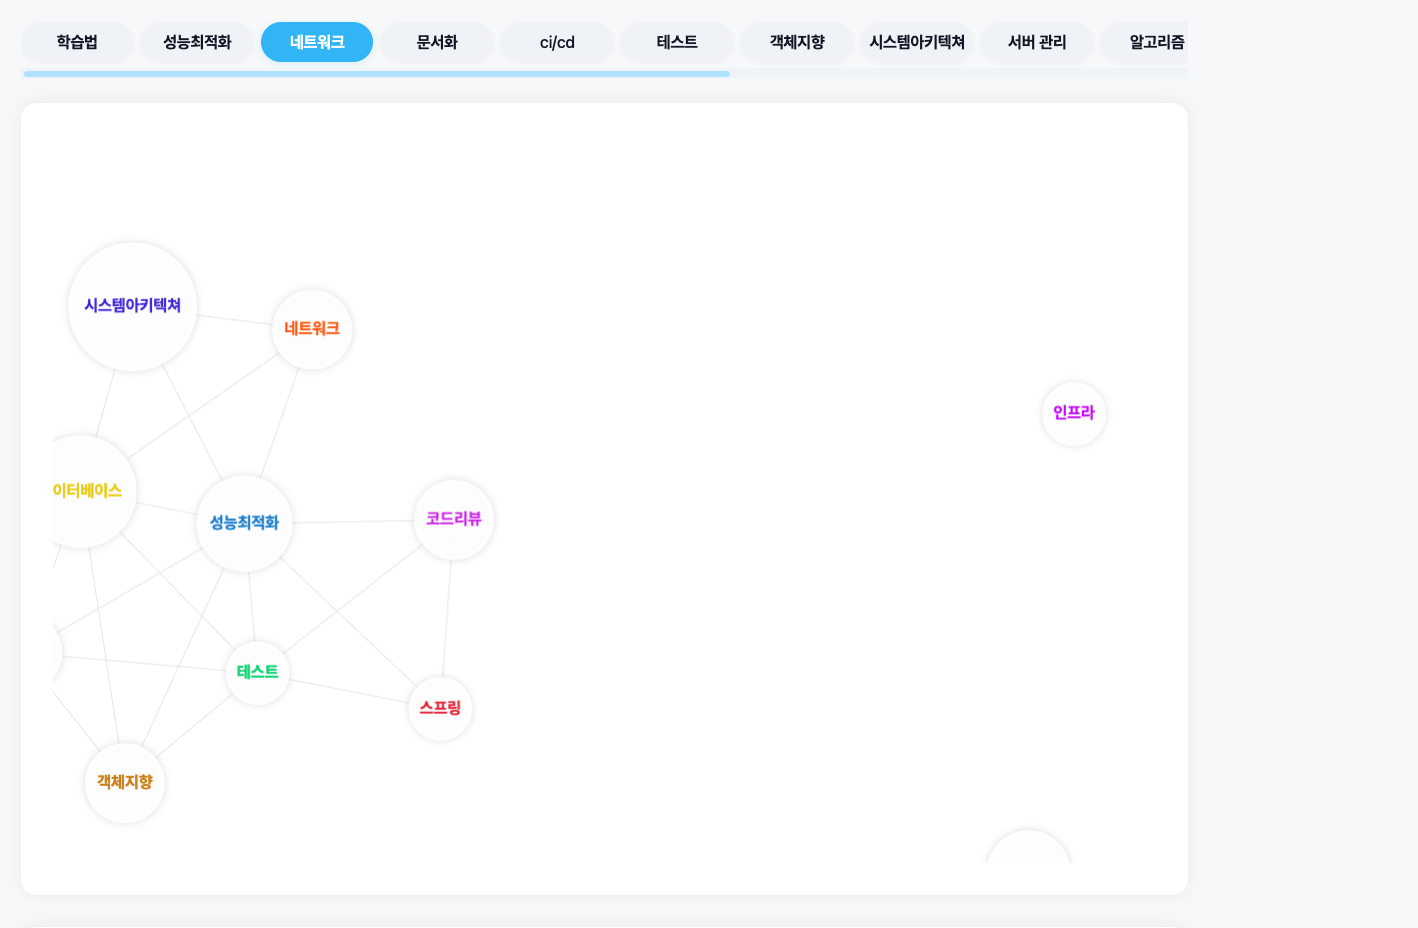 학습법
성능최적화
네트워크
문서화
ci/cd
테스트
객체지향
시스템아키텍쳐
서버 관리
알고리즘
시스템아키텍쳐
네트워크
인프라
이터베이스
성능최적화
코드리뷰
테스트
스프링
객체지향